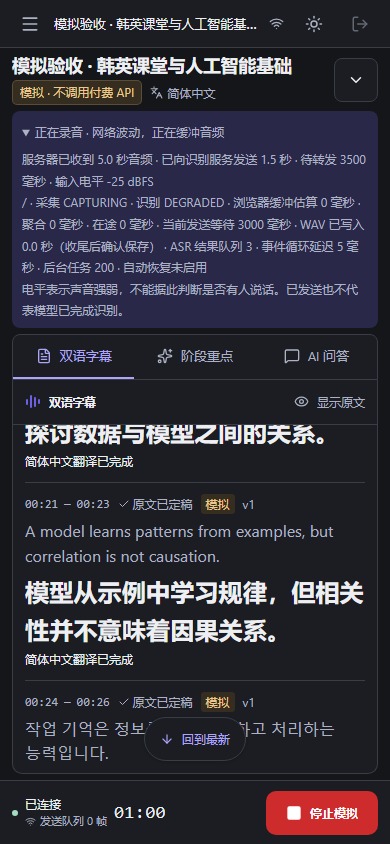 模拟验收 · 韩英课堂与人工智能基...
模拟验收 · 韩英课堂与人工智能基础
模拟 · 不调用付费 API 简体中文
▼ 正在录音 · 网络波动，正在缓冲音频
服务器已收到 5.0 秒音频 · 已向识别服务发送 1.5 秒 · 待转发 3500
毫秒 · 输入电平 -25 dBFS
/ · 采集 CAPTURING · 识别 DEGRADED · 浏览器缓冲估算 0 毫秒 ·
聚合 0 毫秒 · 在途 0 毫秒 · 当前发送等待 3000 毫秒 · WAV 已写入
0.0 秒（收尾后确认保存） · ASR 结果队列 3 · 事件循环延迟 5 毫
秒 · 后台任务 200 · 自动恢复未启用
电平表示声音强弱，不能据此判断是否有人说话。已发送也不代
表模型已完成识别。
双语字幕 阶段重点 AI 问答
双语字幕 显示原文
探讨数据与模型之间的关系。
简体中文翻译已完成
00:21 — 00:23 原文已定稿 模拟 v1
A model learns patterns from examples, but
correlation is not causation.
模型从示例中学习规律，但相关
性并不意味着因果关系。
简体中文翻译已完成
00:24 — 00:26 原文已定稿 模拟 v1
작업 기억은 정보 하고 처리하는
능력입니다.
回到最新
已连接
发送队列 0 帧 01:00 停止模拟